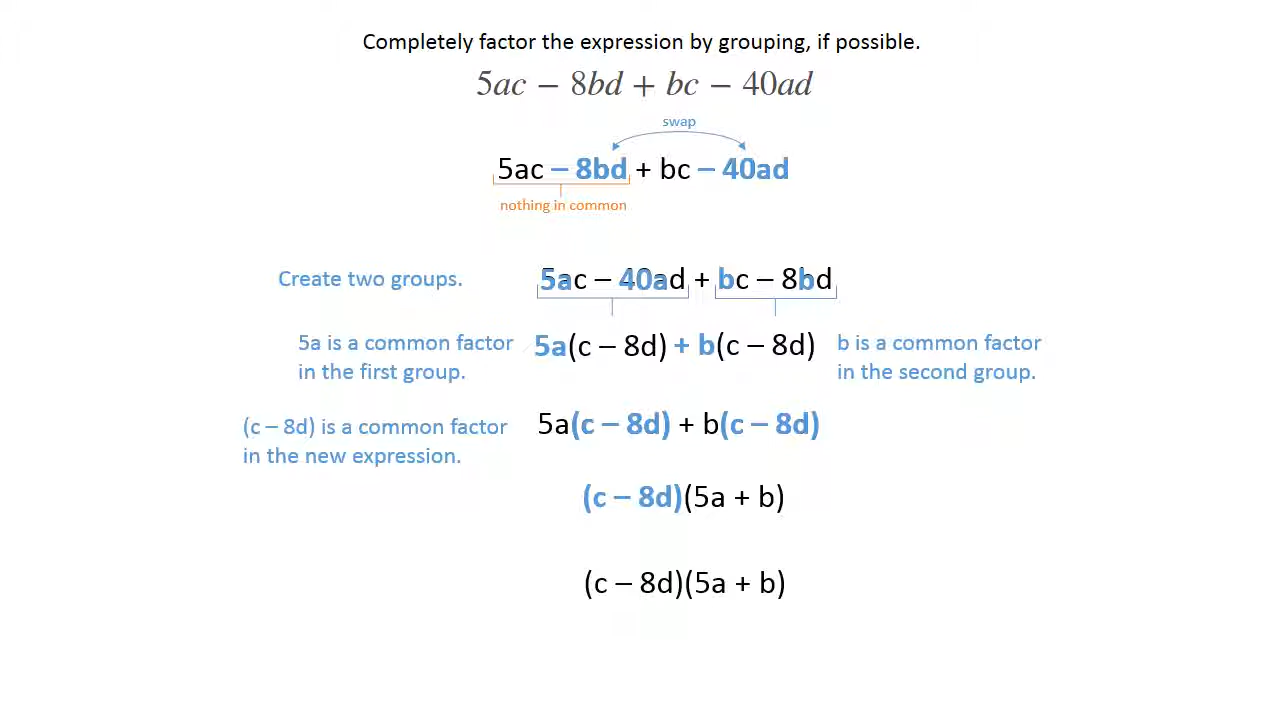 Completely factor the expression by grouping, if possible.
5ac − 8bd + bc − 40ad
swap
5ac – 8bd + bc – 40ad
nothing in common
Create two groups.
5ac – 40ad + bc – 8bd
5a is a common factor
in the first group.
5a(c – 8d) + b(c – 8d)
b is a common factor
in the second group.
(c – 8d) is a common factor
in the new expression.
5a(c – 8d) + b(c – 8d)
(c – 8d)(5a + b)
(c – 8d)(5a + b)